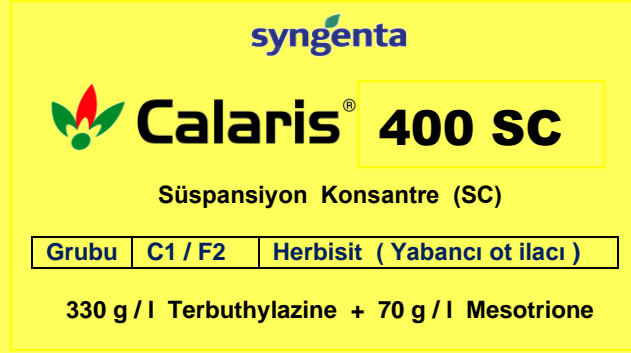 syngenta
Calaris® 400 SC
Süspansiyon Konsantre (SC)
Grubu C1 / F2 Herbisit ( Yabancı ot ilacı )
330 g / l Terbuthylazine + 70 g / l Mesotrione